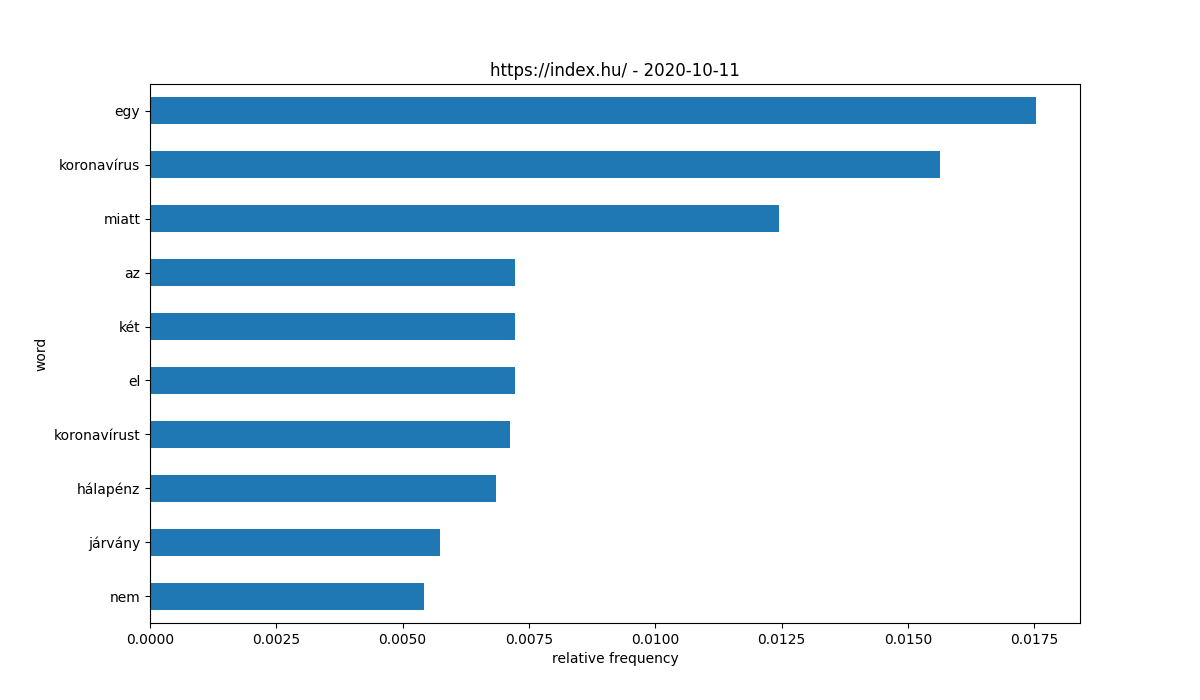 https://index.hu/ - 2020-10-11
egy
koronavírus
miatt
az
két
el
koronavírust
hálapénz
járvány
nem
word
0.0000 0.0025 0.0050 0.0075 0.0100 0.0125 0.0150 0.0175
relative frequency